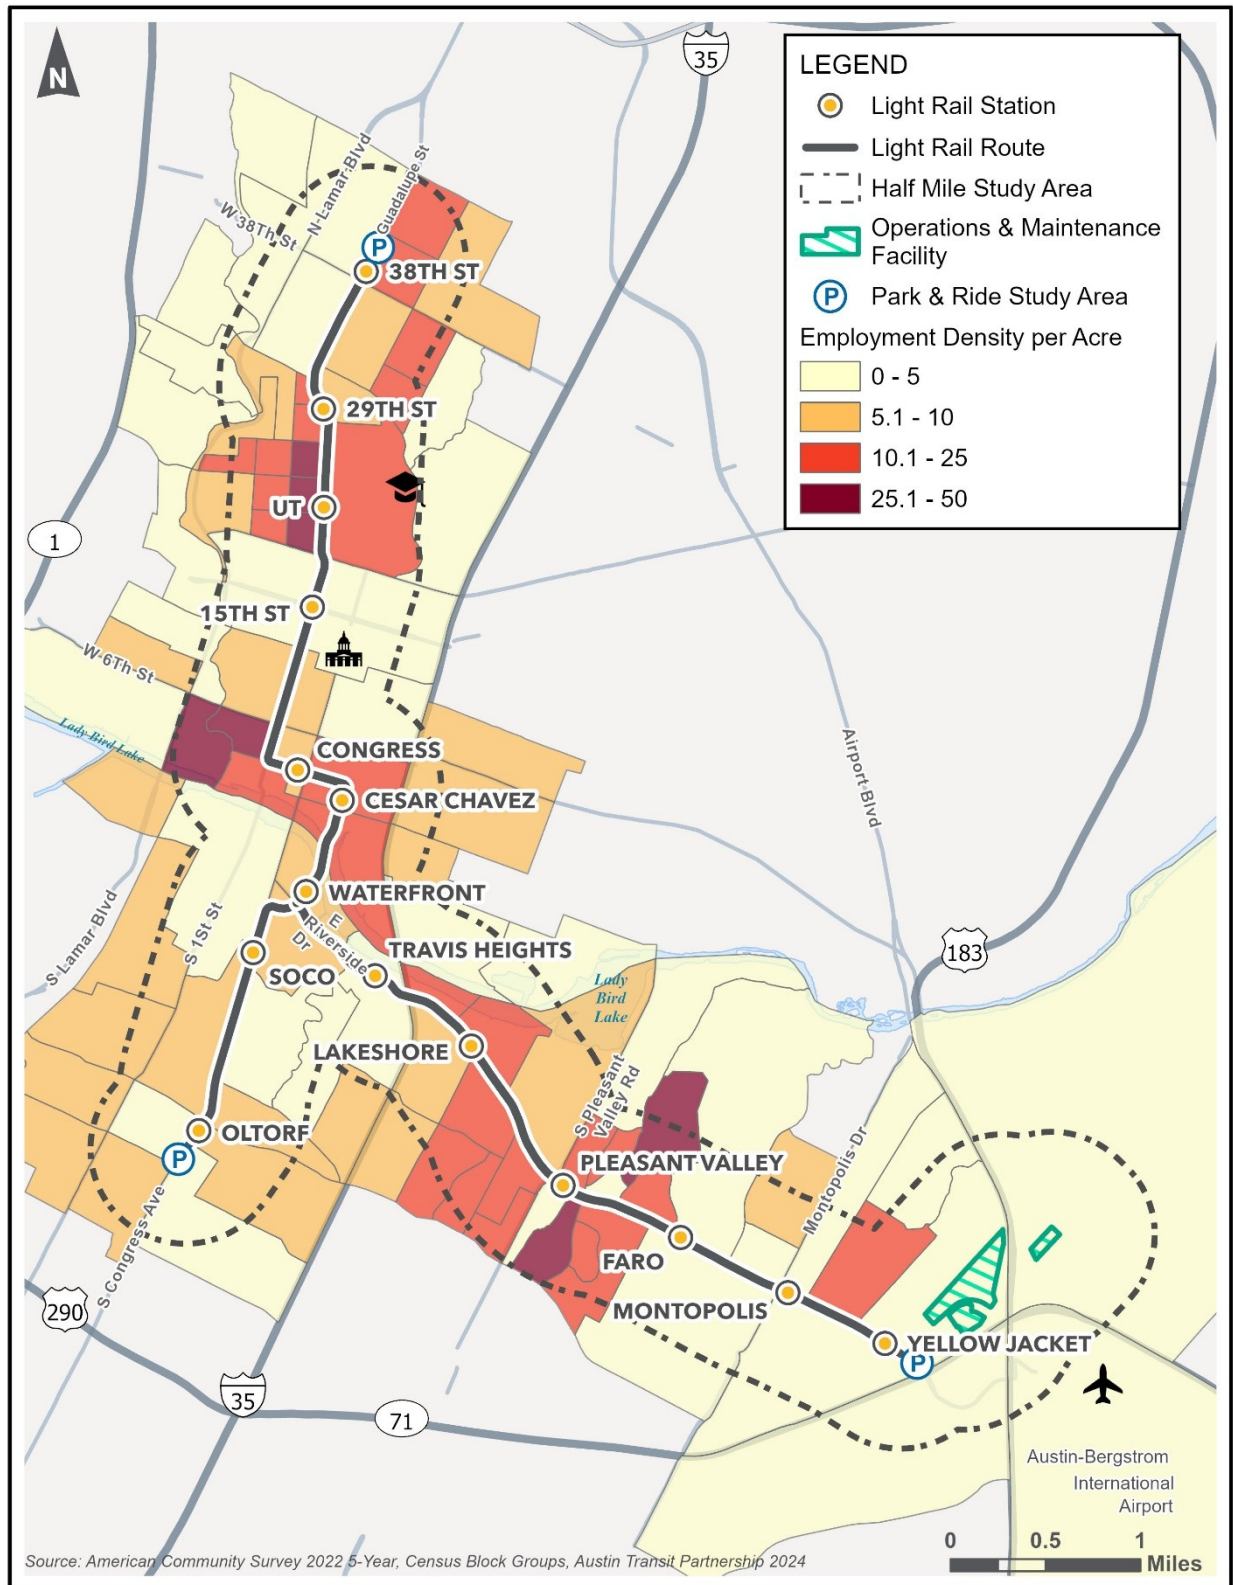 N
35
LEGEND
Light Rail Station
Light Rail Route
Half Mile Study Area
Operations & Maintenance
Facility
P
Park & Ride Study Area
Employment Density per Acre
0 - 5
5.1 - 10
10.1 - 25
25.1 - 50
N Lamar Blvd
Guadalupe St
W 38Th St
P
38TH ST
29TH ST
UT
1
15TH ST
W 6Th St
Lady Bird Lake
CONGRESS
CESAR CHAVEZ
Airport Blvd
WATERFRONT
E
Riverside
Dr
S Lamar Blvd
S 1St St
TRAVIS HEIGHTS
SOCO
183
Lady
Bird
Lake
LAKESHORE
S Pleasant
Valley Rd
OLTORF
P
PLEASANT VALLEY
Montopolis Dr
S Congress Ave
FARO
MONTOPOLIS
290
YELLOW JACKET
P
35
71
Austin-Bergstrom
International
Airport
0 0.5 1
Miles
Source: American Community Survey 2022 5-Year, Census Block Groups, Austin Transit Partnership 2024